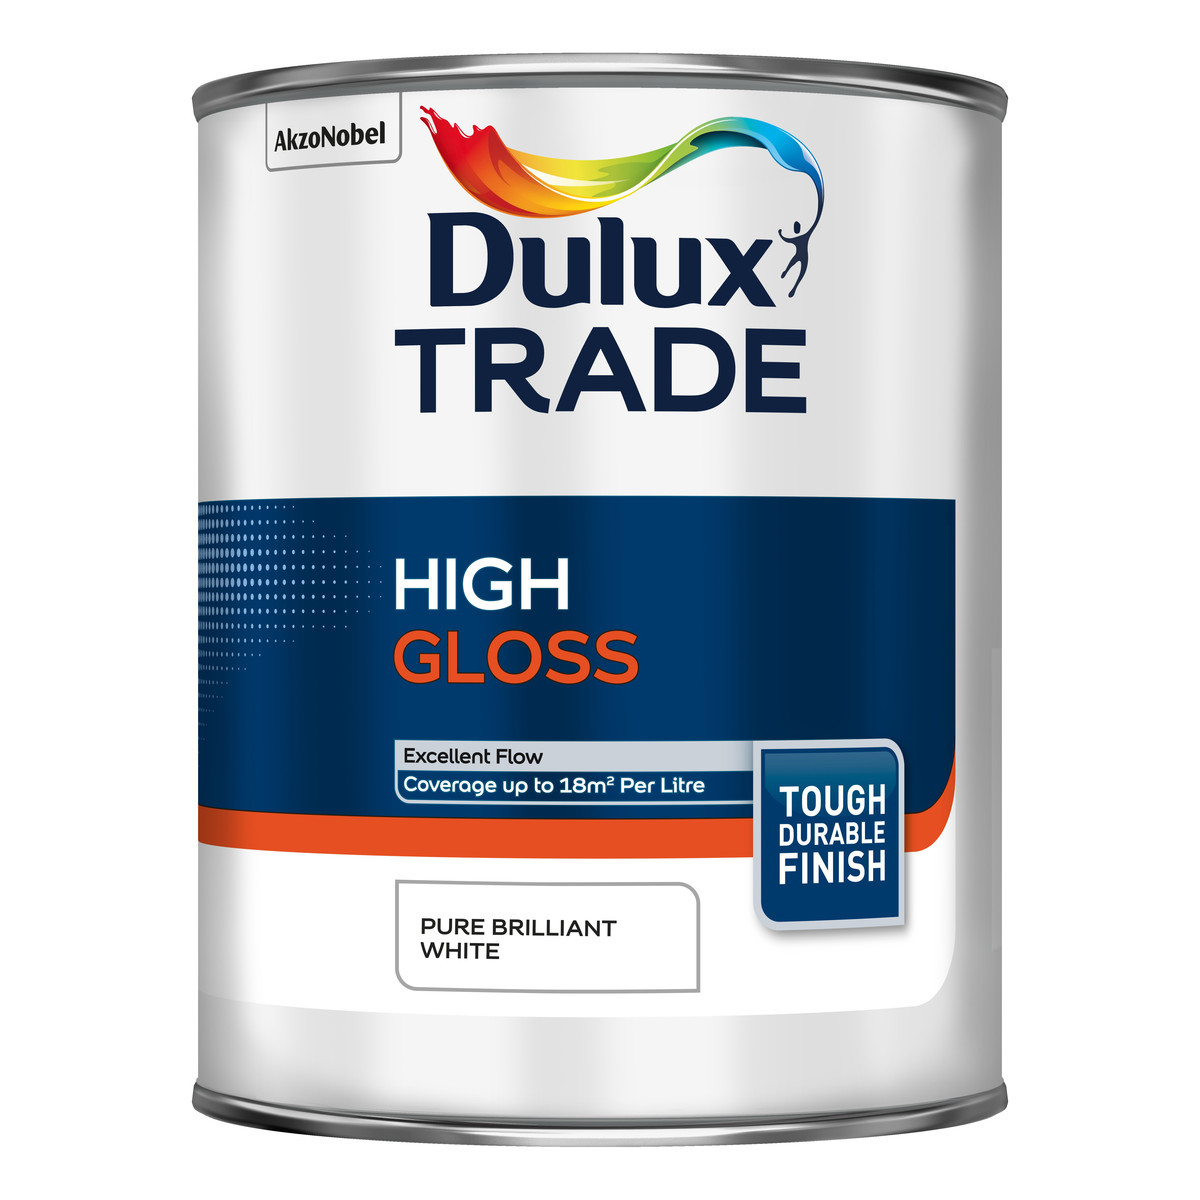 AkzoNobel
Dulux
TRADE
HIGH
GLOSS
Excellent Flow
Coverage up to 18m² Per Litre
TOUGH
DURABLE
FINISH
PURE BRILLIANT
WHITE